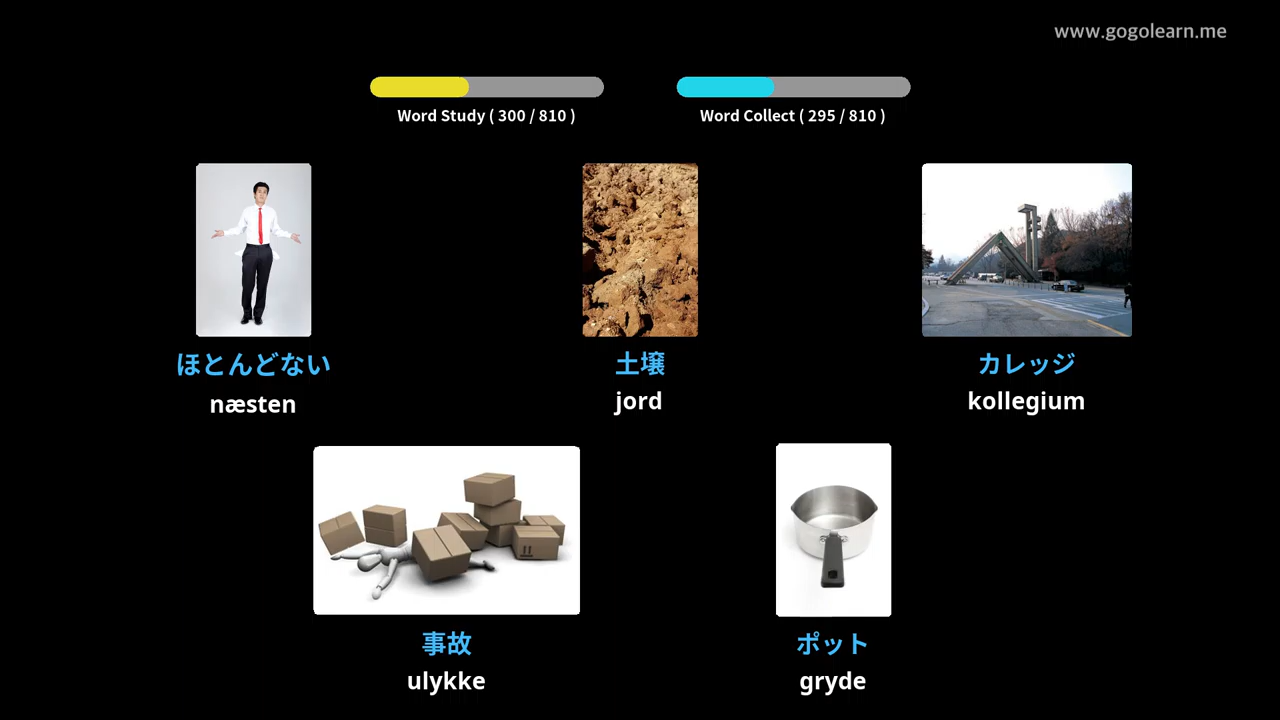 www.gogolearn.me
Word Study ( 300 / 810 )
Word Collect ( 295 / 810 )
ほとんどない
næsten
土壌
jord
カレッジ
kollegium
事故
ulykke
ポット
gryde